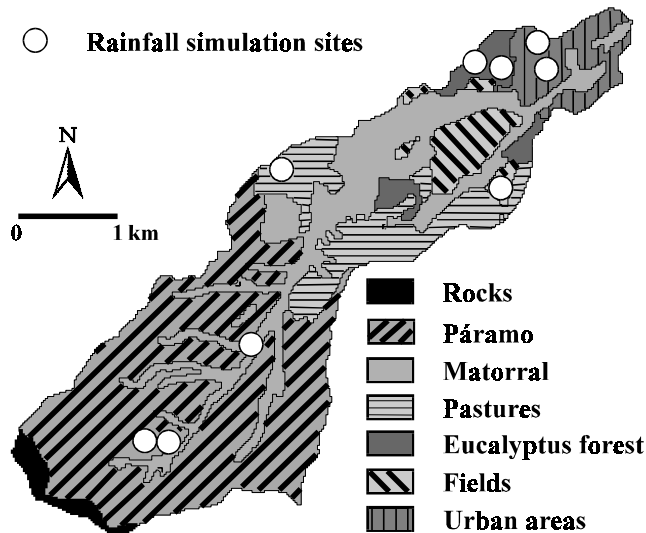 Rainfall simulation sites
N
0 1 km
Rocks
Páramo
Matorral
Pastures
Eucalyptus forest
Fields
Urban areas